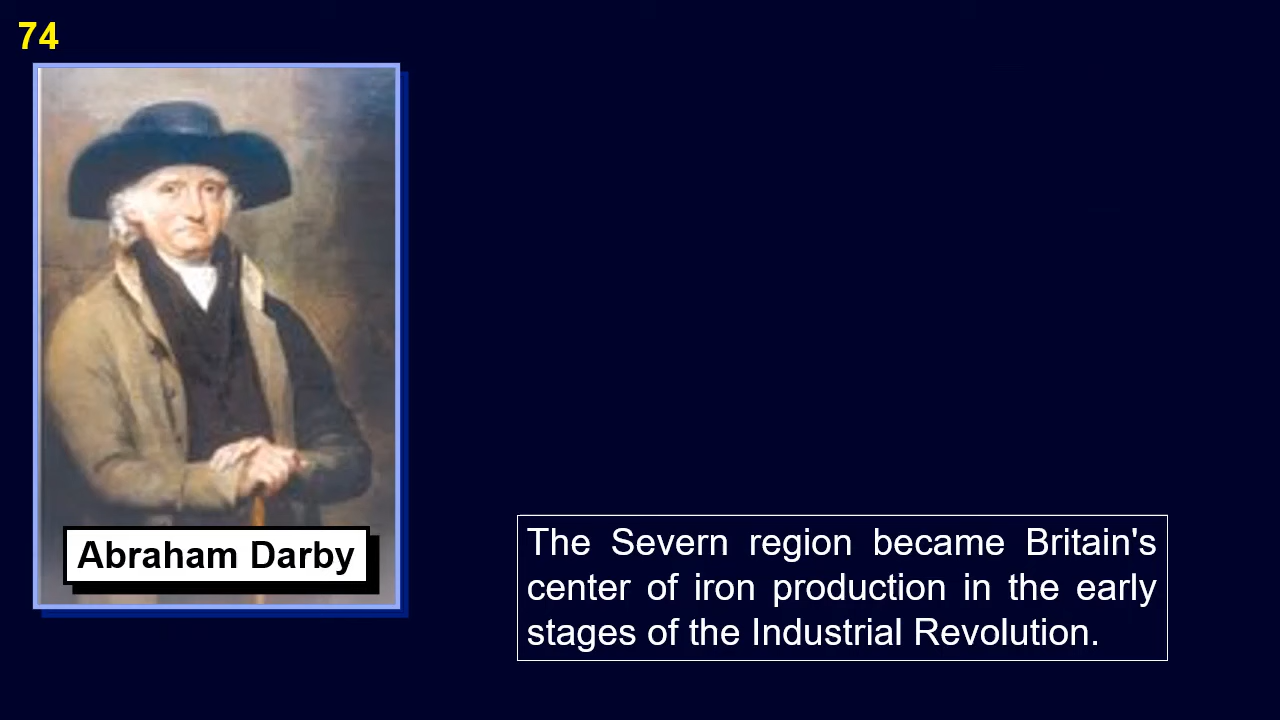 74
Abraham Darby
The Severn region became Britain's
center of iron production in the early
stages of the Industrial Revolution.